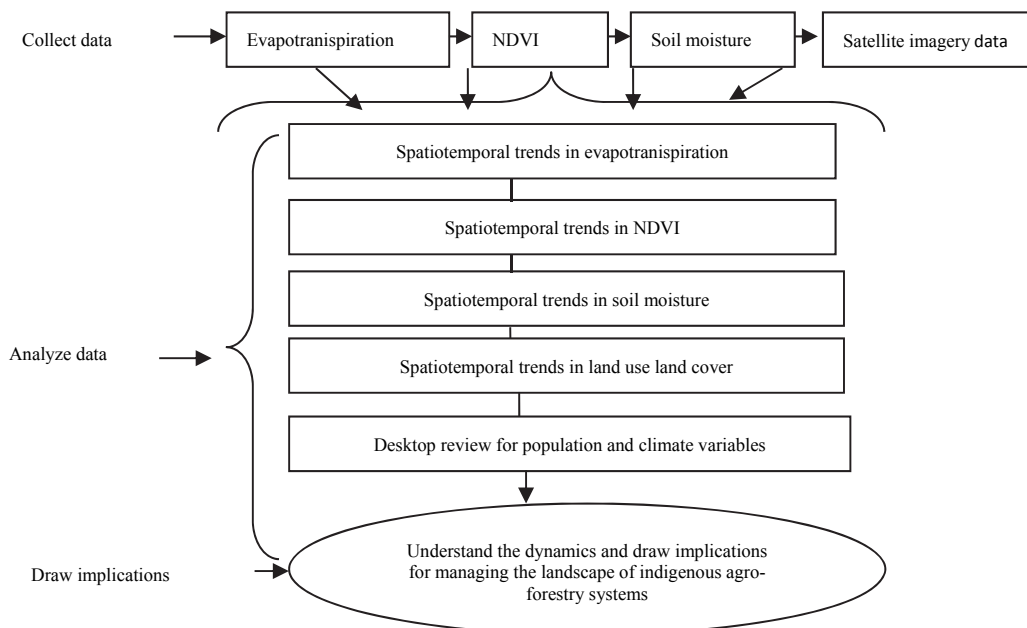 Collect data
Evapotranispiration
NDVI
Soil moisture
Satellite imagery data
Spatiotemporal trends in evapotranispiration
Spatiotemporal trends in NDVI
Spatiotemporal trends in soil moisture
Analyze data
Spatiotemporal trends in land use land cover
Desktop review for population and climate variables
Draw implications
Understand the dynamics and draw implications
for managing the landscape of indigenous agro-
forestry systems